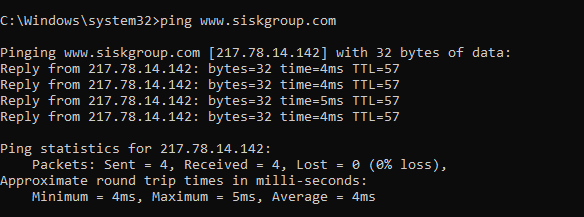 C:\Windows\system32>ping www.siskgroup.com
Pinging www.siskgroup.com [217.78.14.142] with 32 bytes of data:
Reply from 217.78.14.142: bytes=32 time=4ms TTL=57
Reply from 217.78.14.142: bytes=32 time=4ms TTL=57
Reply from 217.78.14.142: bytes=32 time=5ms TTL=57
Reply from 217.78.14.142: bytes=32 time=4ms TTL=57
Ping statistics for 217.78.14.142:
    Packets: Sent = 4, Received = 4, Lost = 0 (0% loss),
Approximate round trip times in milli-seconds:
    Minimum = 4ms, Maximum = 5ms, Average = 4ms